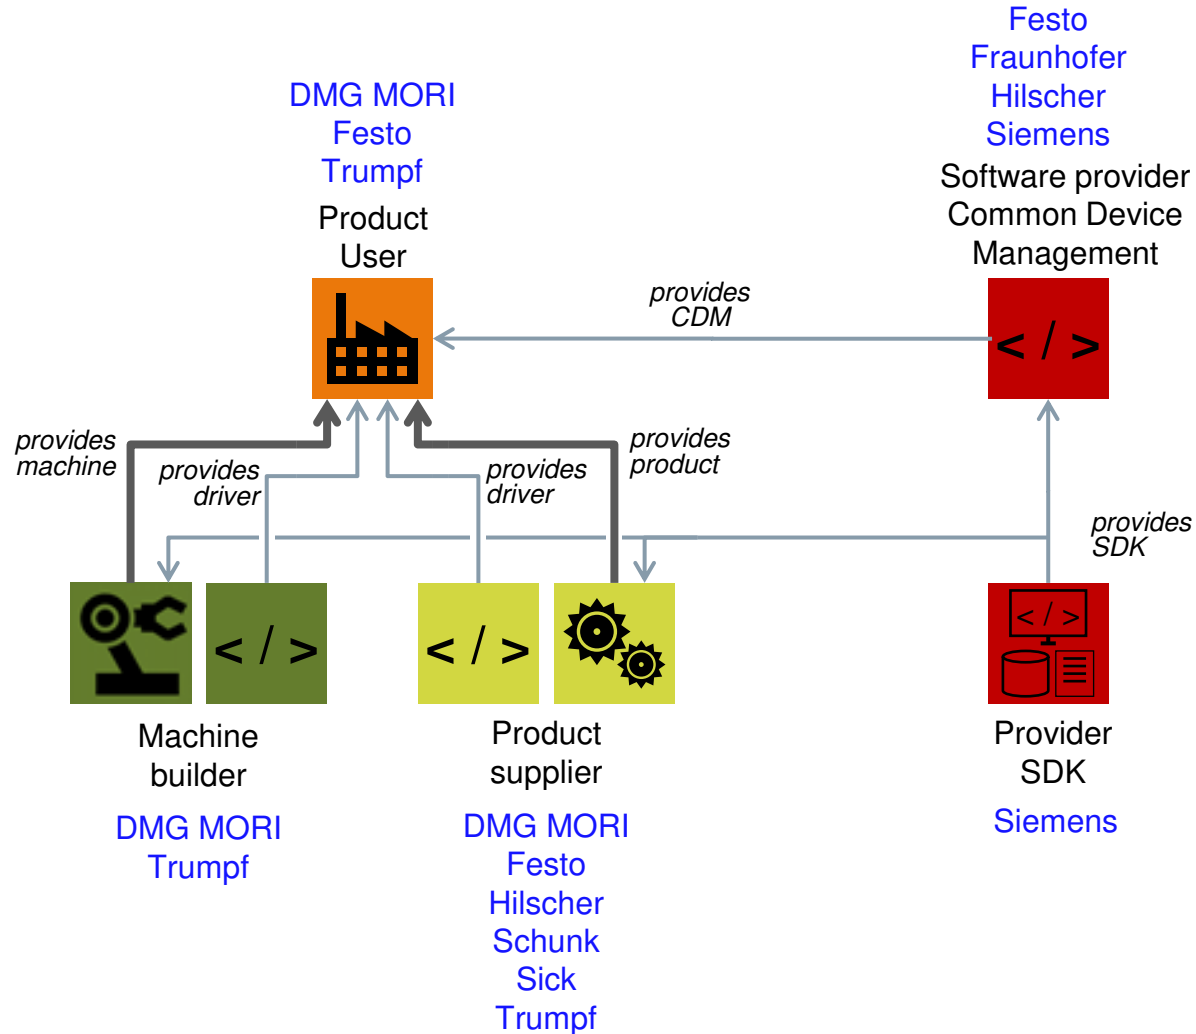 Festo
Fraunhofer
Hilscher
Siemens
Software provider
Common Device
Management
DMG MORI
Festo
Trumpf
Product
User
provides
CDM
< / >
provides
machine
provides
driver
provides
driver
provides
product
provides
SDK
< / >
< / >
< / >
Machine
builder
DMG MORI
Trumpf
Product
supplier
DMG MORI
Festo
Hilscher
Schunk
Sick
Trumpf
Provider
SDK
Siemens